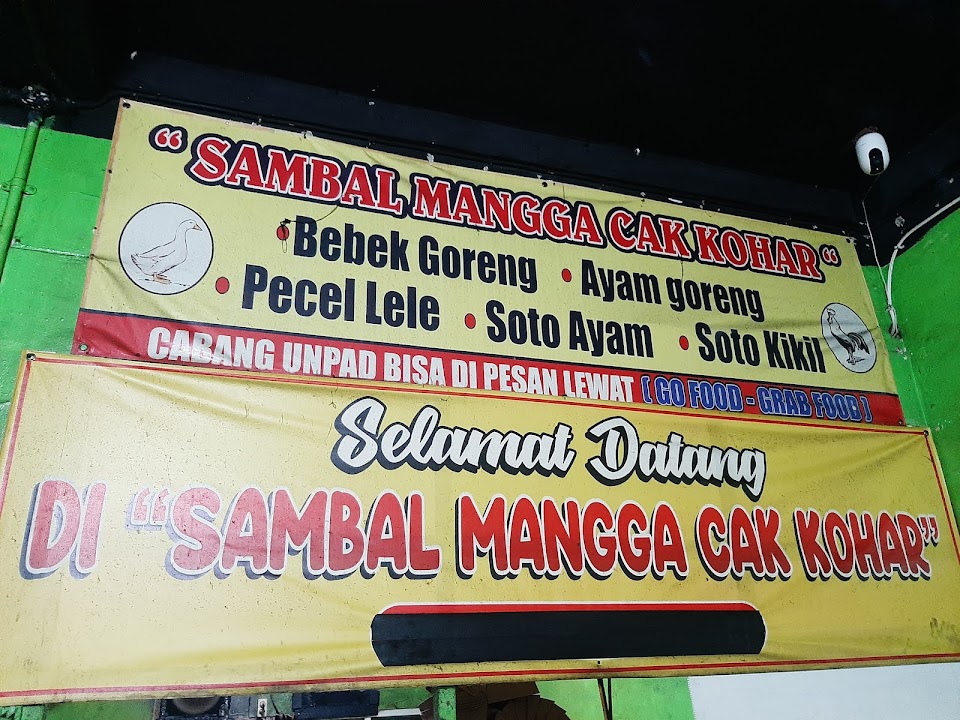 “ SAMBAL MANGGA CAK KOHAR “
• Bebek Goreng • Ayam goreng
• Pecel Lele • Soto Ayam • Soto Kikil
CABANG UNPAD BISA DI PESAN LEWAT ( GO FOOD - GRAB FOOD )
Selamat Datang
DI “SAMBAL MANGGA CAK KOHAR”